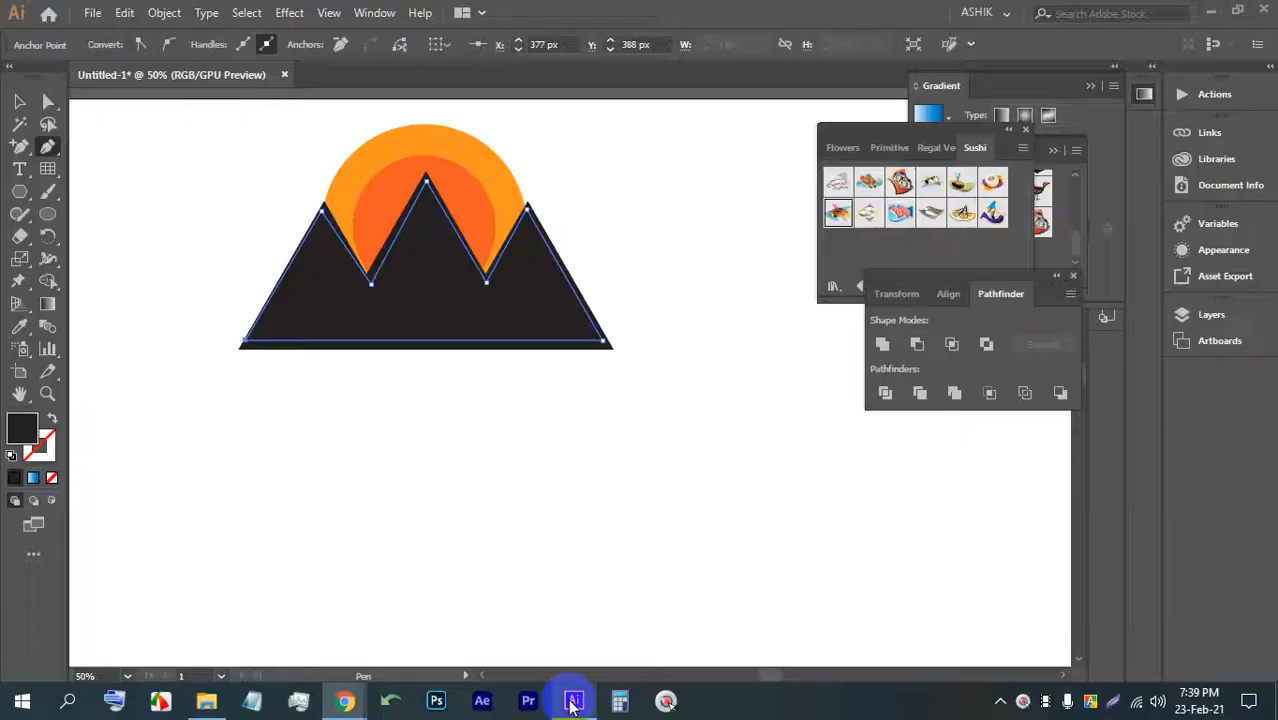 Ai File Edit Object Type Select Effect View Window Help ASHIK Search Adobe Stock
Anchor Point Convert: Handles: Anchors: X: 377 px Y: 388 px W: H:
Untitled-1* @ 50% (RGB/GPU Preview)
Gradient
Type:
Flowers Primitive Regal Ve Sushi
Transform Align Pathfinder
Shape Modes:
Expand
Pathfinders:
Actions
Links
Libraries
Document Info
Variables
Appearance
Asset Export
Layers
Artboards
50% 1 Pen
Ps Ae Pr Ai
7:39 PM
23-Feb-21